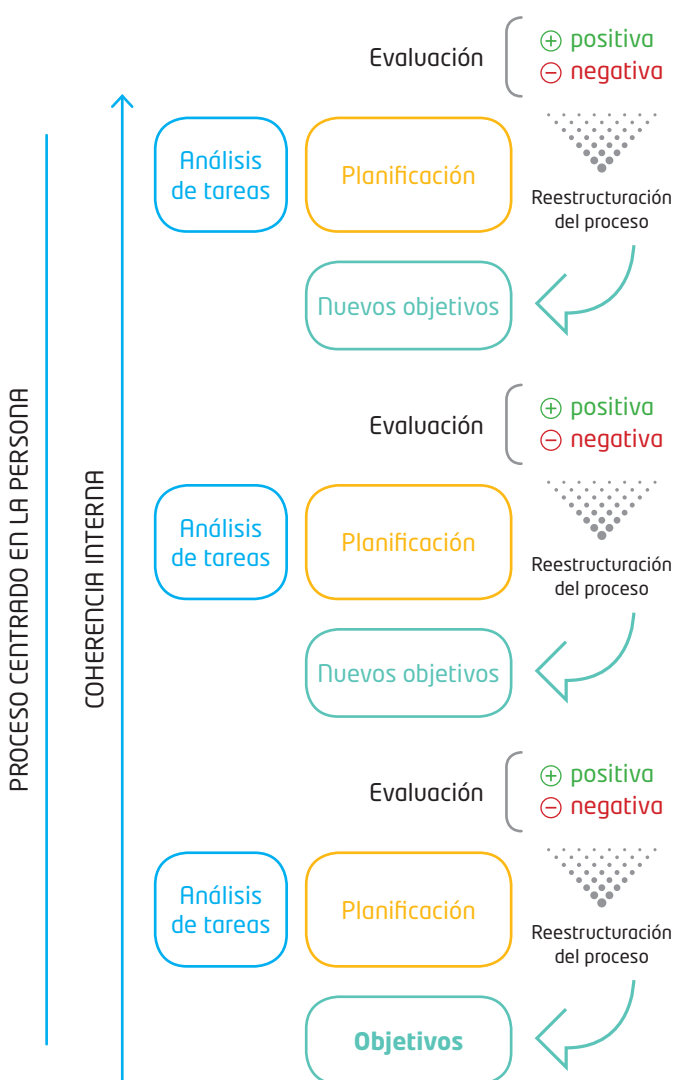 Evaluación
+ positiva
− negativa
Análisis
de tareas
Planificación
Reestructuración
del proceso
Nuevos objetivos
Evaluación
+ positiva
− negativa
Análisis
de tareas
Planificación
Reestructuración
del proceso
Nuevos objetivos
Evaluación
+ positiva
− negativa
Análisis
de tareas
Planificación
Reestructuración
del proceso
Objetivos
PROCESO CENTRADO EN LA PERSONA
COHERENCIA INTERNA